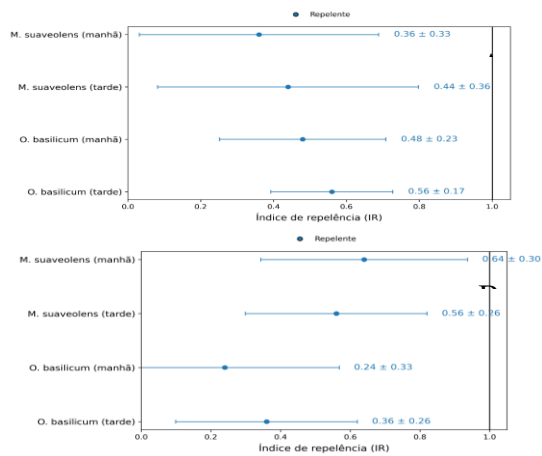 Repelente
M. suaveolens (manhã) 0.36 ± 0.33
M. suaveolens (tarde) 0.44 ± 0.36
O. basilicum (manhã) 0.48 ± 0.23
O. basilicum (tarde) 0.56 ± 0.17
0.0 0.2 0.4 0.6 0.8 1.0
Índice de repelência (IR)
Repelente
M. suaveolens (manhã) 0.64 ± 0.30
M. suaveolens (tarde) 0.56 ± 0.26
O. basilicum (manhã) 0.24 ± 0.33
O. basilicum (tarde) 0.36 ± 0.26
0.0 0.2 0.4 0.6 0.8 1.0
Índice de repelência (IR)